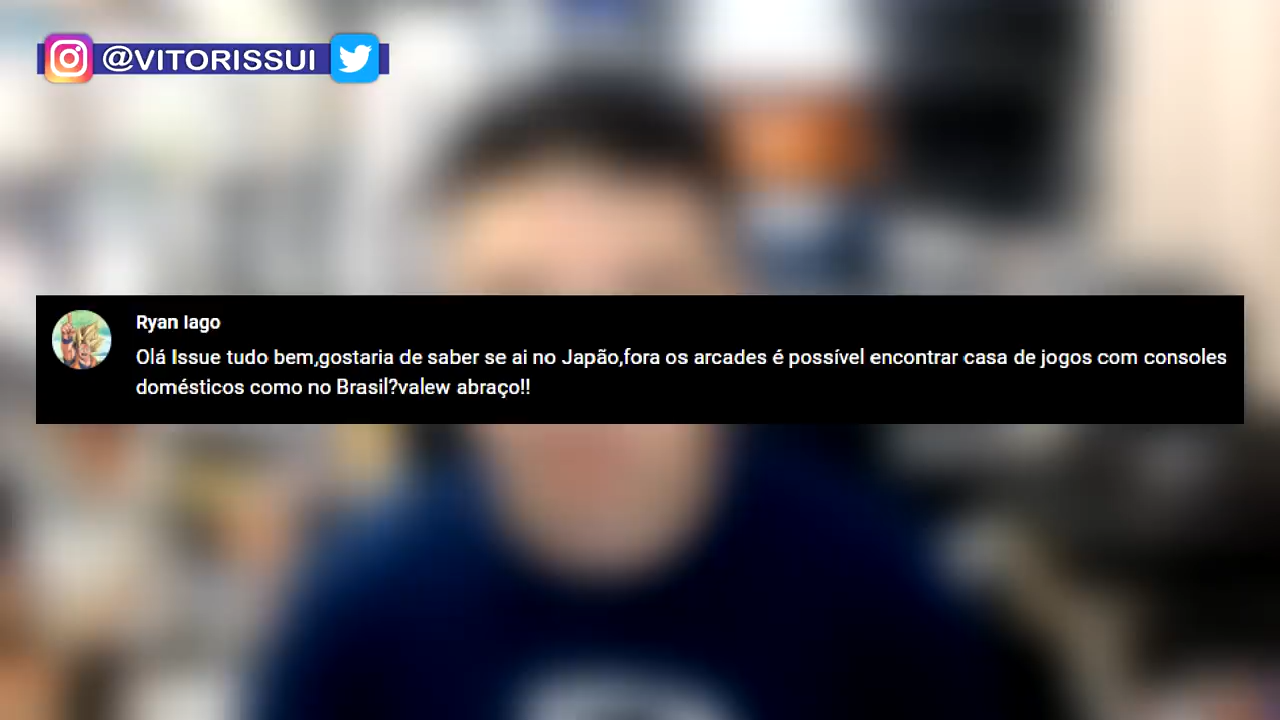 @VITORISSUI
Ryan Iago
Olá Issue tudo bem,gostaria de saber se ai no Japão,fora os arcades é possível encontrar casa de jogos com consoles
domésticos como no Brasil?valew abraço!!